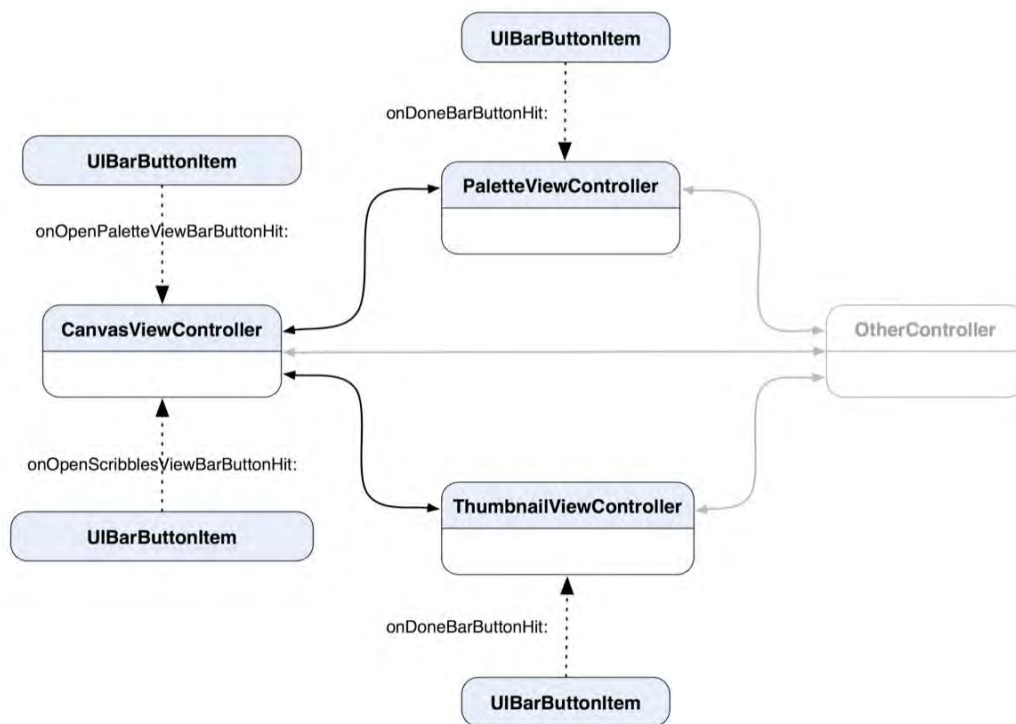 UIBarButtonItem
onDoneBarButtonHit:
UIBarButtonItem
PaletteViewController
onOpenPaletteViewBarButtonHit:
CanvasViewController
OtherController
onOpenScribblesViewBarButtonHit:
ThumbnailViewController
UIBarButtonItem
onDoneBarButtonHit:
UIBarButtonItem